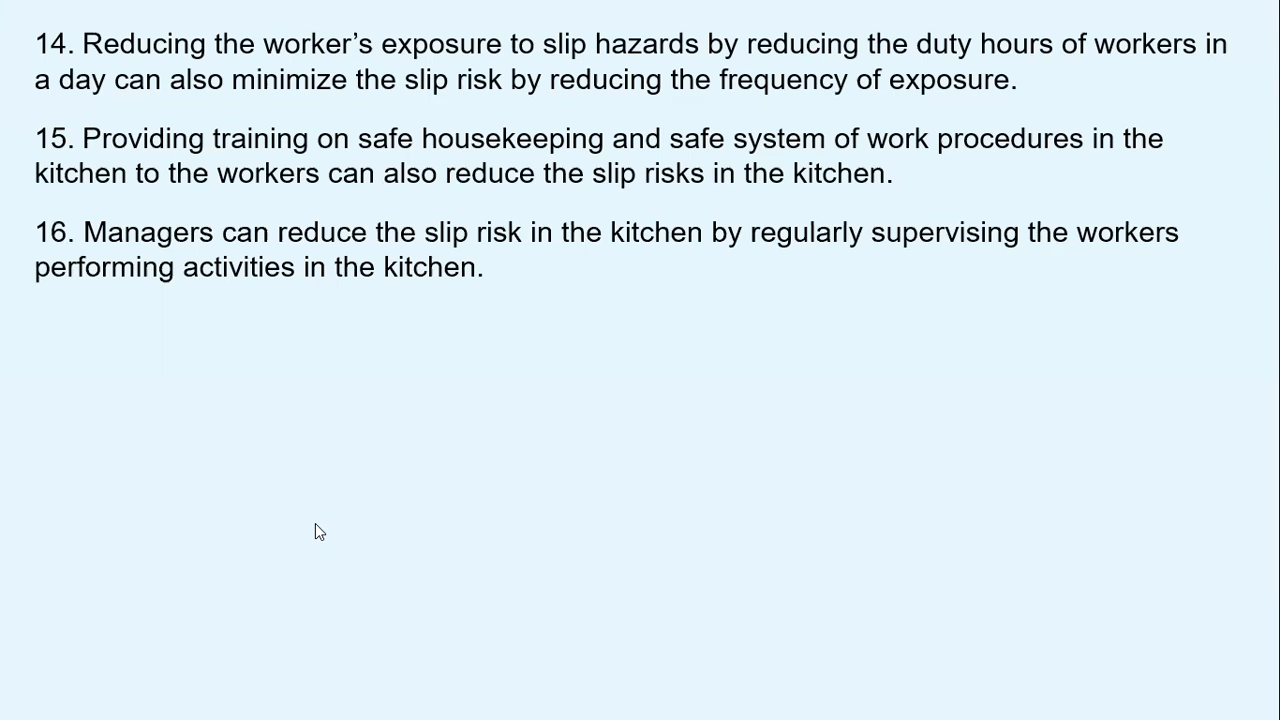 14. Reducing the worker’s exposure to slip hazards by reducing the duty hours of workers in
a day can also minimize the slip risk by reducing the frequency of exposure.
15. Providing training on safe housekeeping and safe system of work procedures in the
kitchen to the workers can also reduce the slip risks in the kitchen.
16. Managers can reduce the slip risk in the kitchen by regularly supervising the workers
performing activities in the kitchen.